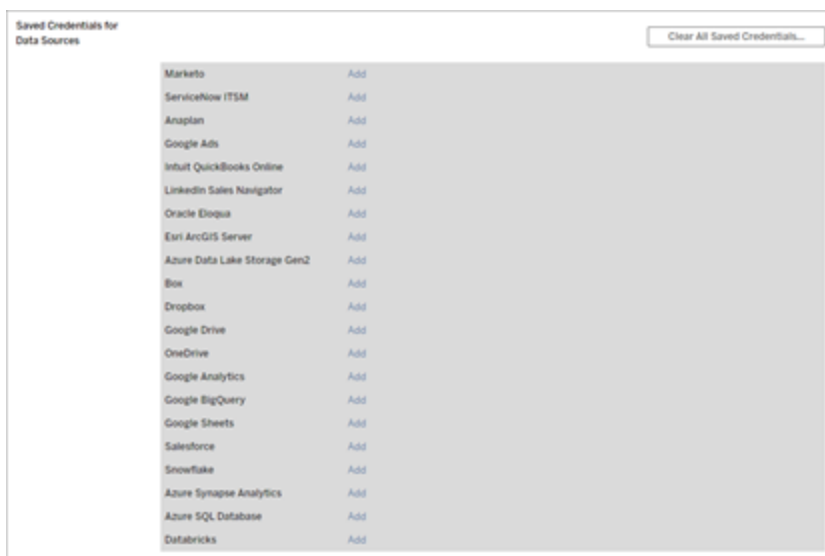 Saved Credentials for
Data Sources
Clear All Saved Credentials...
Marketo Add
ServiceNow ITSM Add
Anaplan Add
Google Ads Add
Intuit QuickBooks Online Add
LinkedIn Sales Navigator Add
Oracle Eloqua Add
Esri ArcGIS Server Add
Azure Data Lake Storage Gen2 Add
Box Add
Dropbox Add
Google Drive Add
OneDrive Add
Google Analytics Add
Google BigQuery Add
Google Sheets Add
Salesforce Add
Snowflake Add
Azure Synapse Analytics Add
Azure SQL Database Add
Databricks Add